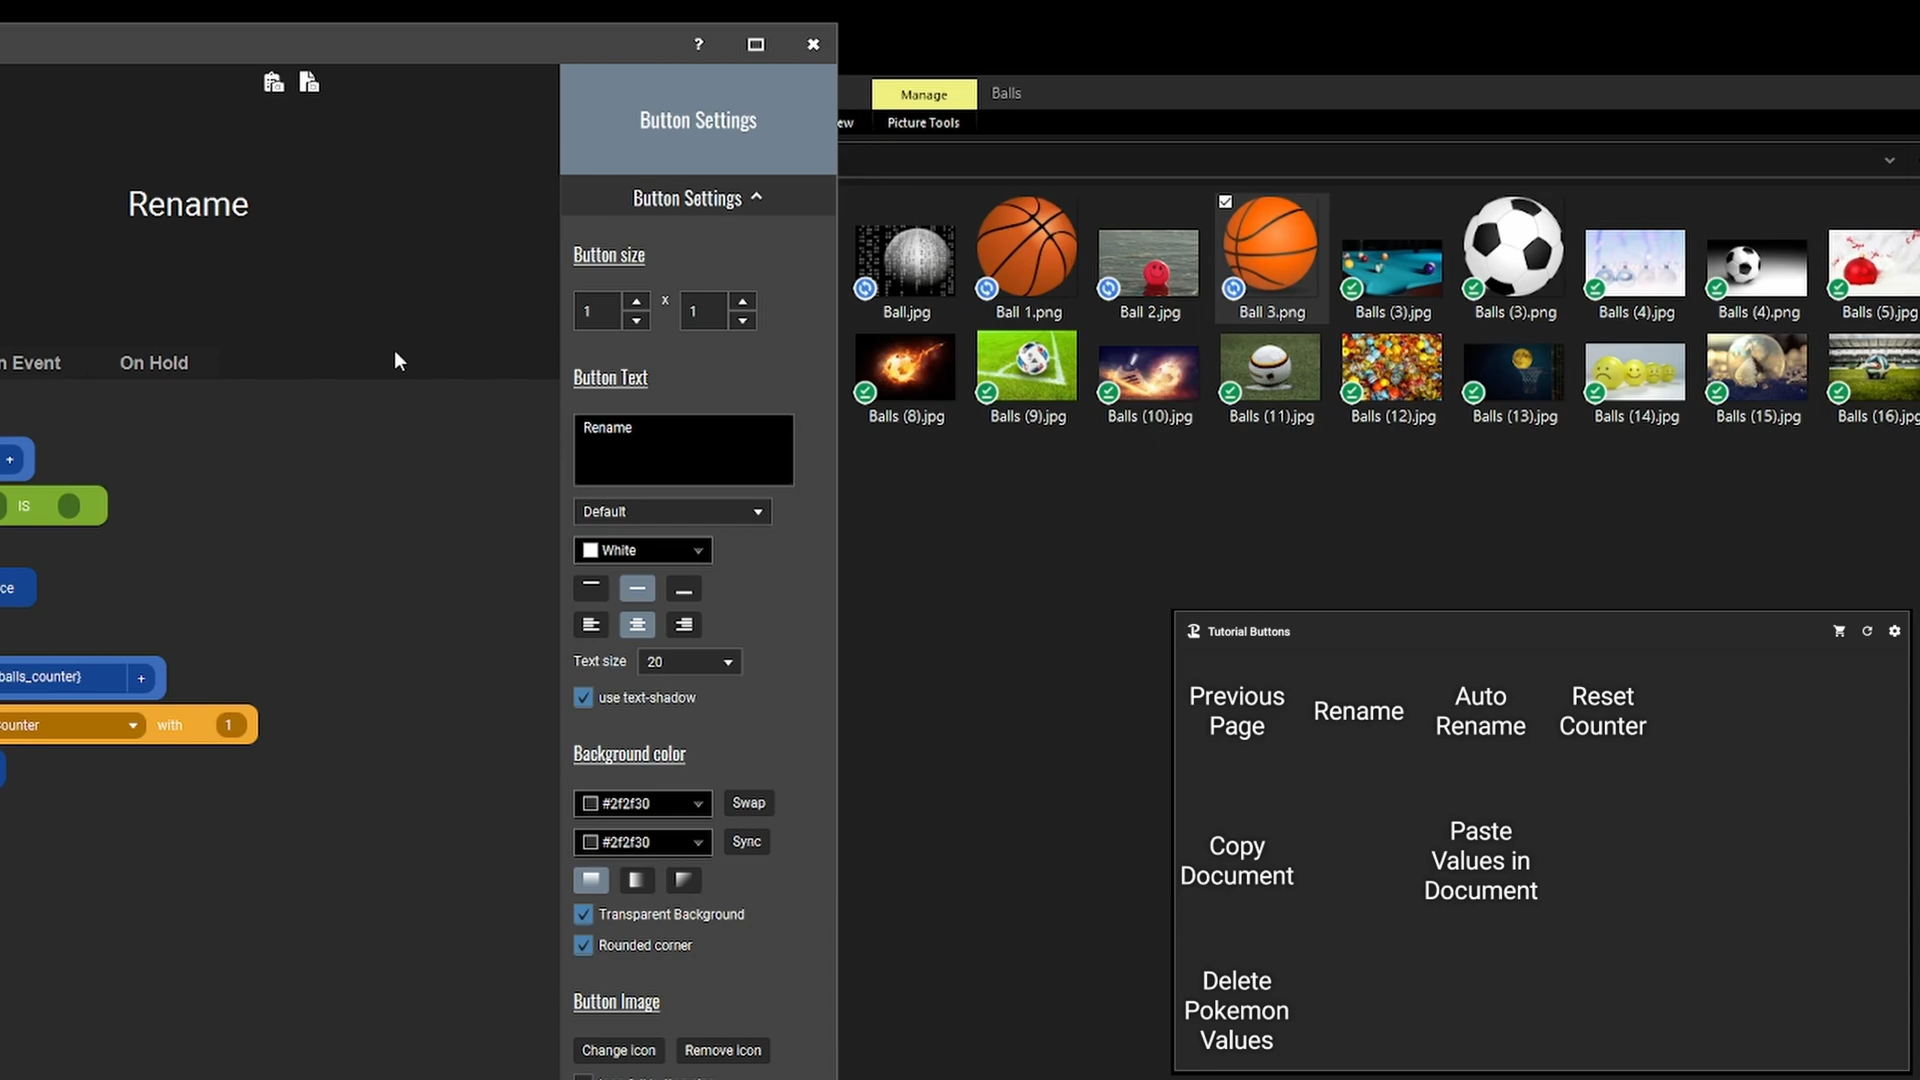 ?
Rename
n Event
On Hold
+
IS
ce
balls_counter}
+
ounter
with
1
Button Settings
Button Settings
Button size
1
x
1
Button Text
Rename
Default
White
Text size
20
use text-shadow
Background color
#2f2f30
Swap
#2f2f30
Sync
Transparent Background
Rounded corner
Button Image
Change Icon
Remove Icon
Manage
Balls
ew
Picture Tools
Ball.jpg
Ball 1.png
Ball 2.jpg
Ball 3.png
Balls (3).jpg
Balls (3).png
Balls (4).jpg
Balls (4).png
Balls (5).jpg
Balls (8).jpg
Balls (9).jpg
Balls (10).jpg
Balls (11).jpg
Balls (12).jpg
Balls (13).jpg
Balls (14).jpg
Balls (15).jpg
Balls (16).jpg
Tutorial Buttons
Previous
Page
Rename
Auto
Rename
Reset
Counter
Copy
Document
Paste
Values in
Document
Delete
Pokemon
Values